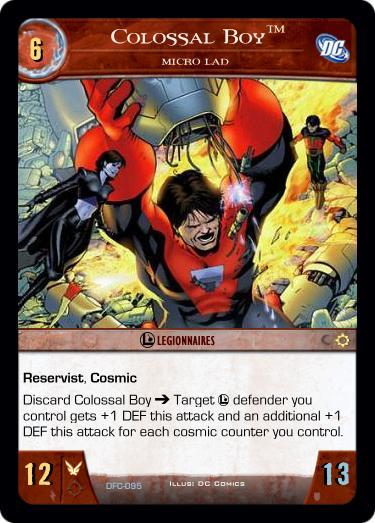 6
Colossal Boy™
DC
MICRO LAD
LEGIONNAIRES
Reservist, Cosmic
Discard Colossal Boy ➔ Target L defender you
control gets +1 DEF this attack and an additional +1
DEF this attack for each cosmic counter you control.
12
DFC-095
Illus: DC Comics
13